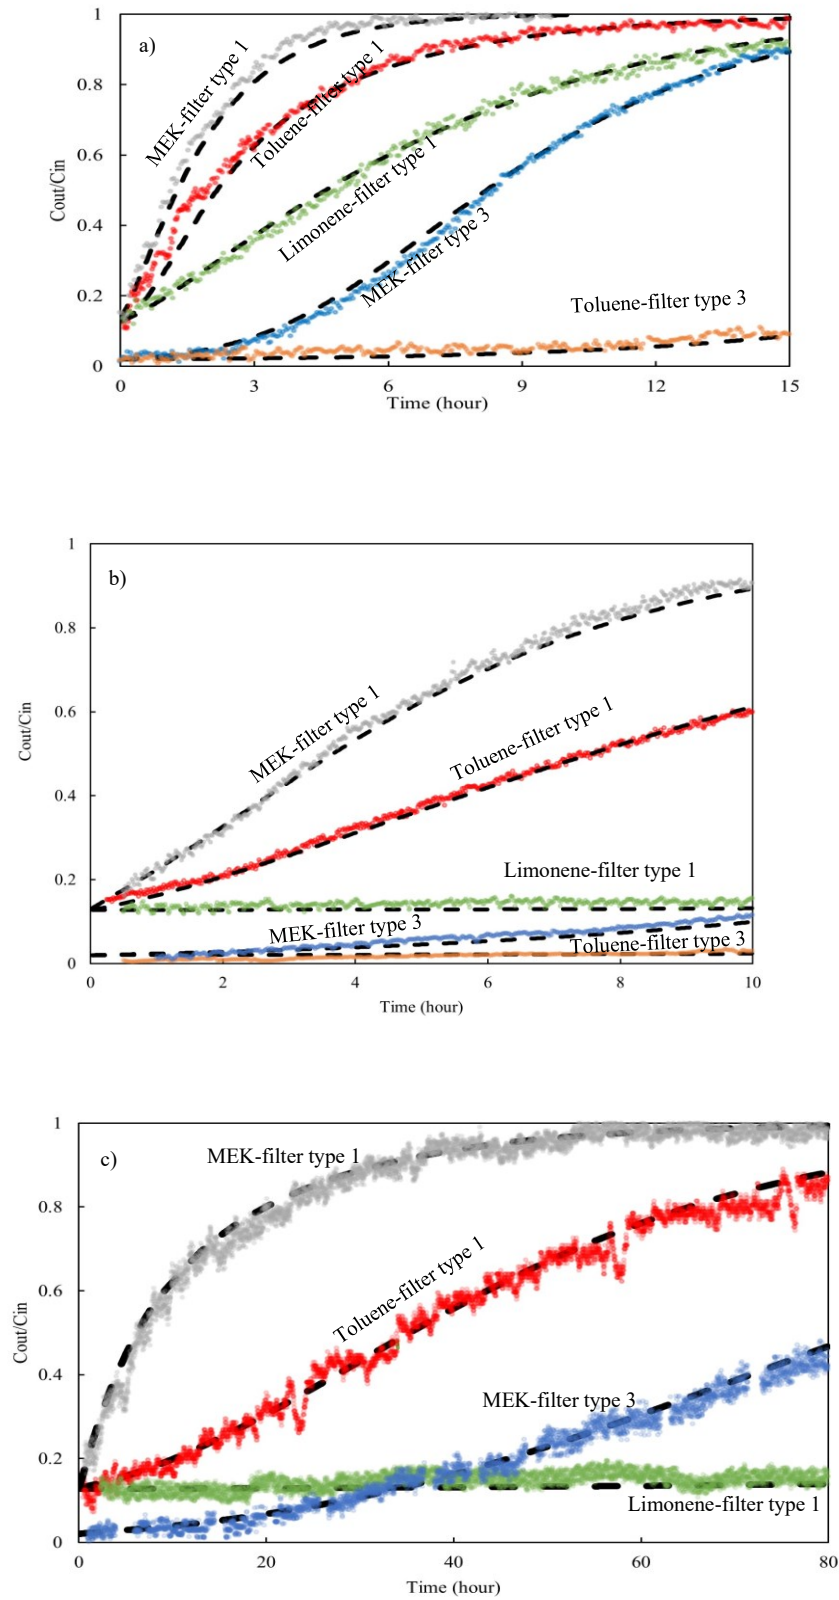 a)
1
0.8
0.6
0.4
0.2
0
Cout/Cin
MEK-filter type 1
Toluene-filter type 1
Limonene-filter type 1
MEK-filter type 3
Toluene-filter type 3
0 3 6 9 12 15
Time (hour)
b)
1
0.8
0.6
0.4
0.2
0
Cout/Cin
MEK-filter type 1
Toluene-filter type 1
Limonene-filter type 1
MEK-filter type 3
Toluene-filter type 3
0 2 4 6 8 10
Time (hour)
c)
1
0.8
0.6
0.4
0.2
0
Cout/Cin
MEK-filter type 1
Toluene-filter type 1
MEK-filter type 3
Limonene-filter type 1
0 20 40 60 80
Time (hour)